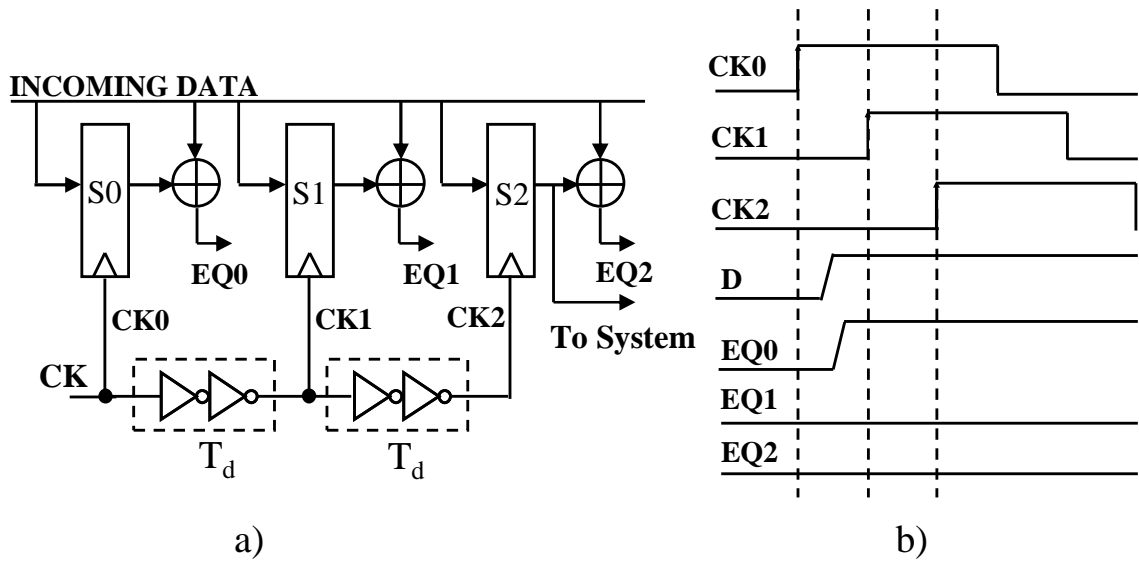 INCOMING DATA
S0
S1
S2
EQ0
EQ1
EQ2
CK0
CK1
CK2
To System
CK
T_d
T_d
a)
CK0
CK1
CK2
D
EQ0
EQ1
EQ2
b)